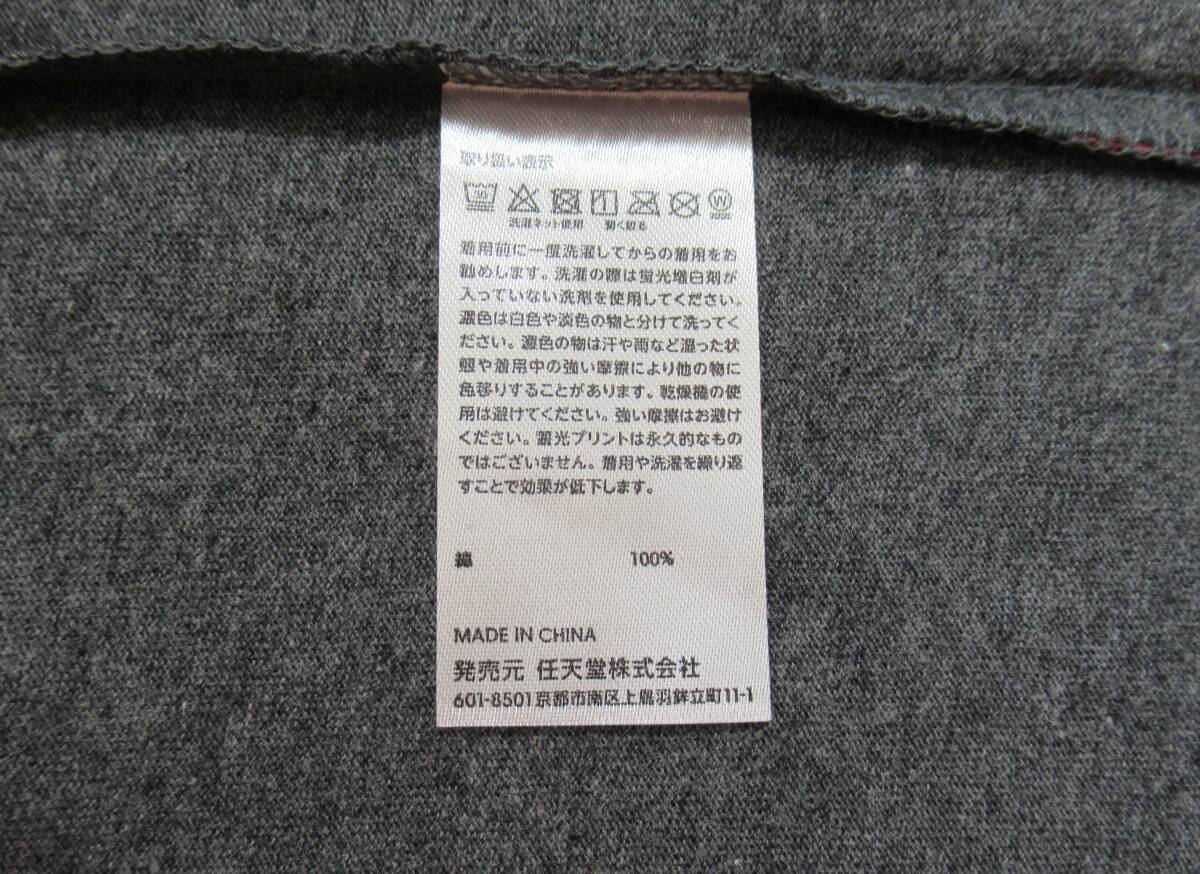 取り扱い表示
30
W
洗濯ネット使用 弱く絞る
着用前に一度洗濯してからの着用をお
勧めします。洗濯の際は蛍光増白剤が
入っていない洗剤を使用してください。
濃色は白色や淡色の物と分けて洗ってく
ださい。濃色の物は汗や雨など湿った状
態や着用中の強い摩擦により他の物に
色移りすることがあります。乾燥機の使
用は避けてください。強い摩擦はお避け
ください。蓄光プリントは永久的なもの
ではございません。着用や洗濯を繰り返
すことで効果が低下します。
綿 100%
MADE IN CHINA
発売元 任天堂株式会社
601-8501京都市南区上鳥羽鉾立町11-1